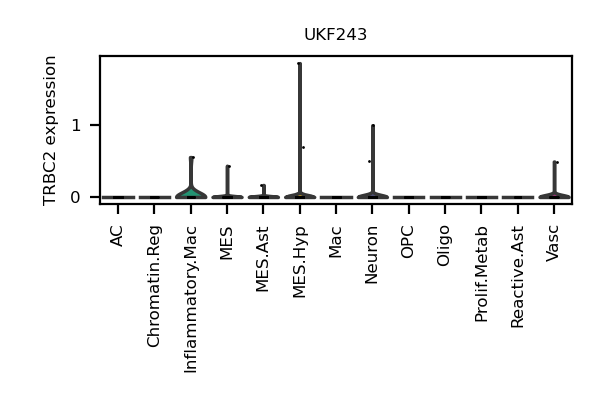 UKF243
TRBC2 expression
1
0
AC
Chromatin.Reg
Inflammatory.Mac
MES
MES.Ast
MES.Hyp
Mac
Neuron
OPC
Oligo
Prolif.Metab
Reactive.Ast
Vasc